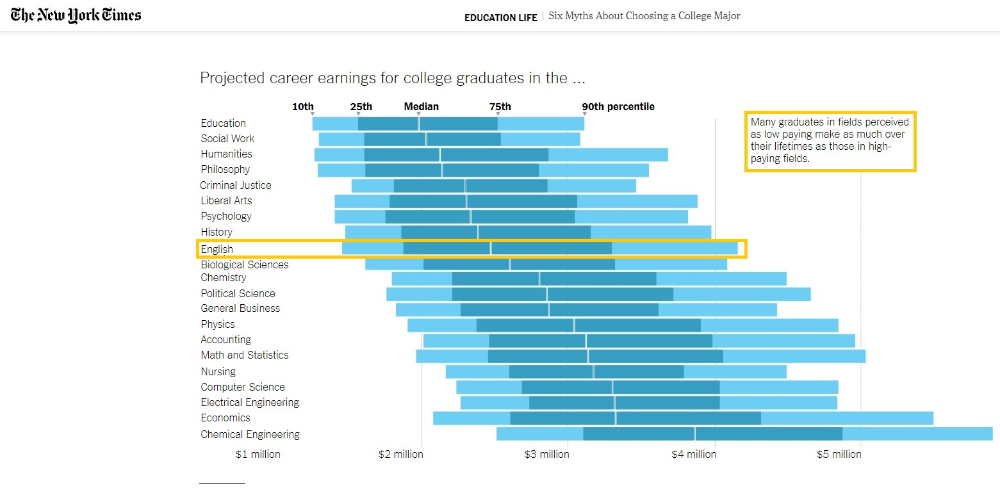 The New York Times
EDUCATION LIFE | Six Myths About Choosing a College Major
Projected career earnings for college graduates in the ...
10th 25th Median 75th 90th percentile
Education
Social Work
Humanities
Philosophy
Criminal Justice
Liberal Arts
Psychology
History
English
Biological Sciences
Chemistry
Political Science
General Business
Physics
Accounting
Math and Statistics
Nursing
Computer Science
Electrical Engineering
Economics
Chemical Engineering
Many graduates in fields perceived
as low paying make as much over
their lifetimes as those in high-
paying fields.
$1 million $2 million $3 million $4 million $5 million